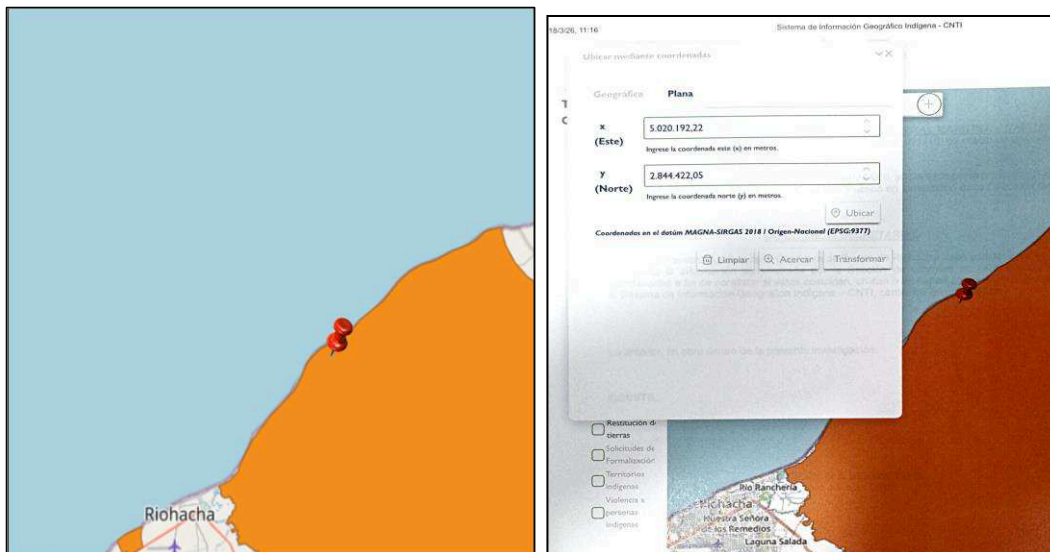 Riohacha
18/3/26, 11:16
Sistema de Información Geográfico Indígena - CNTI
Ubicar mediante coordenadas
Geográfica Plana
x
(Este)
5.020.192,22
Ingrese la coordenada este (x) en metros.
y
(Norte)
2.844.422,05
Ingrese la coordenada norte (y) en metros.
Ubicar
Coordenadas en el datúm MAGNA-SIRGAS 2018 / Origen-Nacional (EPSG:9377)
Limpiar Acercar Transformar
Restitución de
tierras
Solicitudes de
Formalización
Territorios
indígenas
Violencia a
personas
indígenas
Rio Ranchería
Riohacha
Nuestra Señora
de los Remedios
Laguna Salada